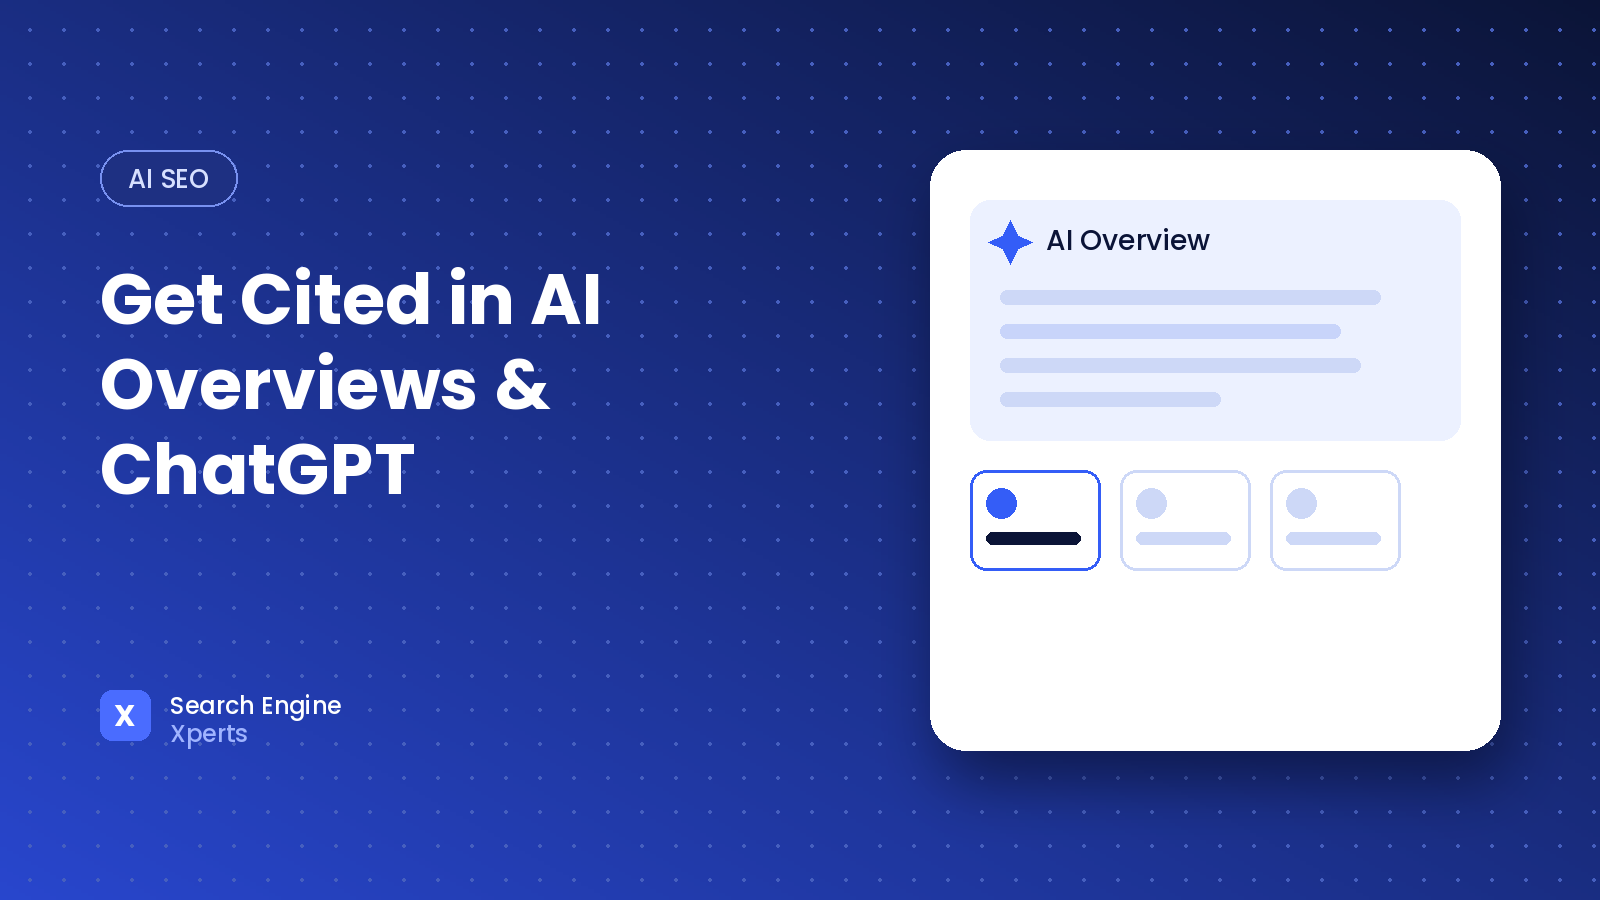 AI SEO
Get Cited in AI
Overviews &
ChatGPT
X
Search Engine
Xperts
AI Overview